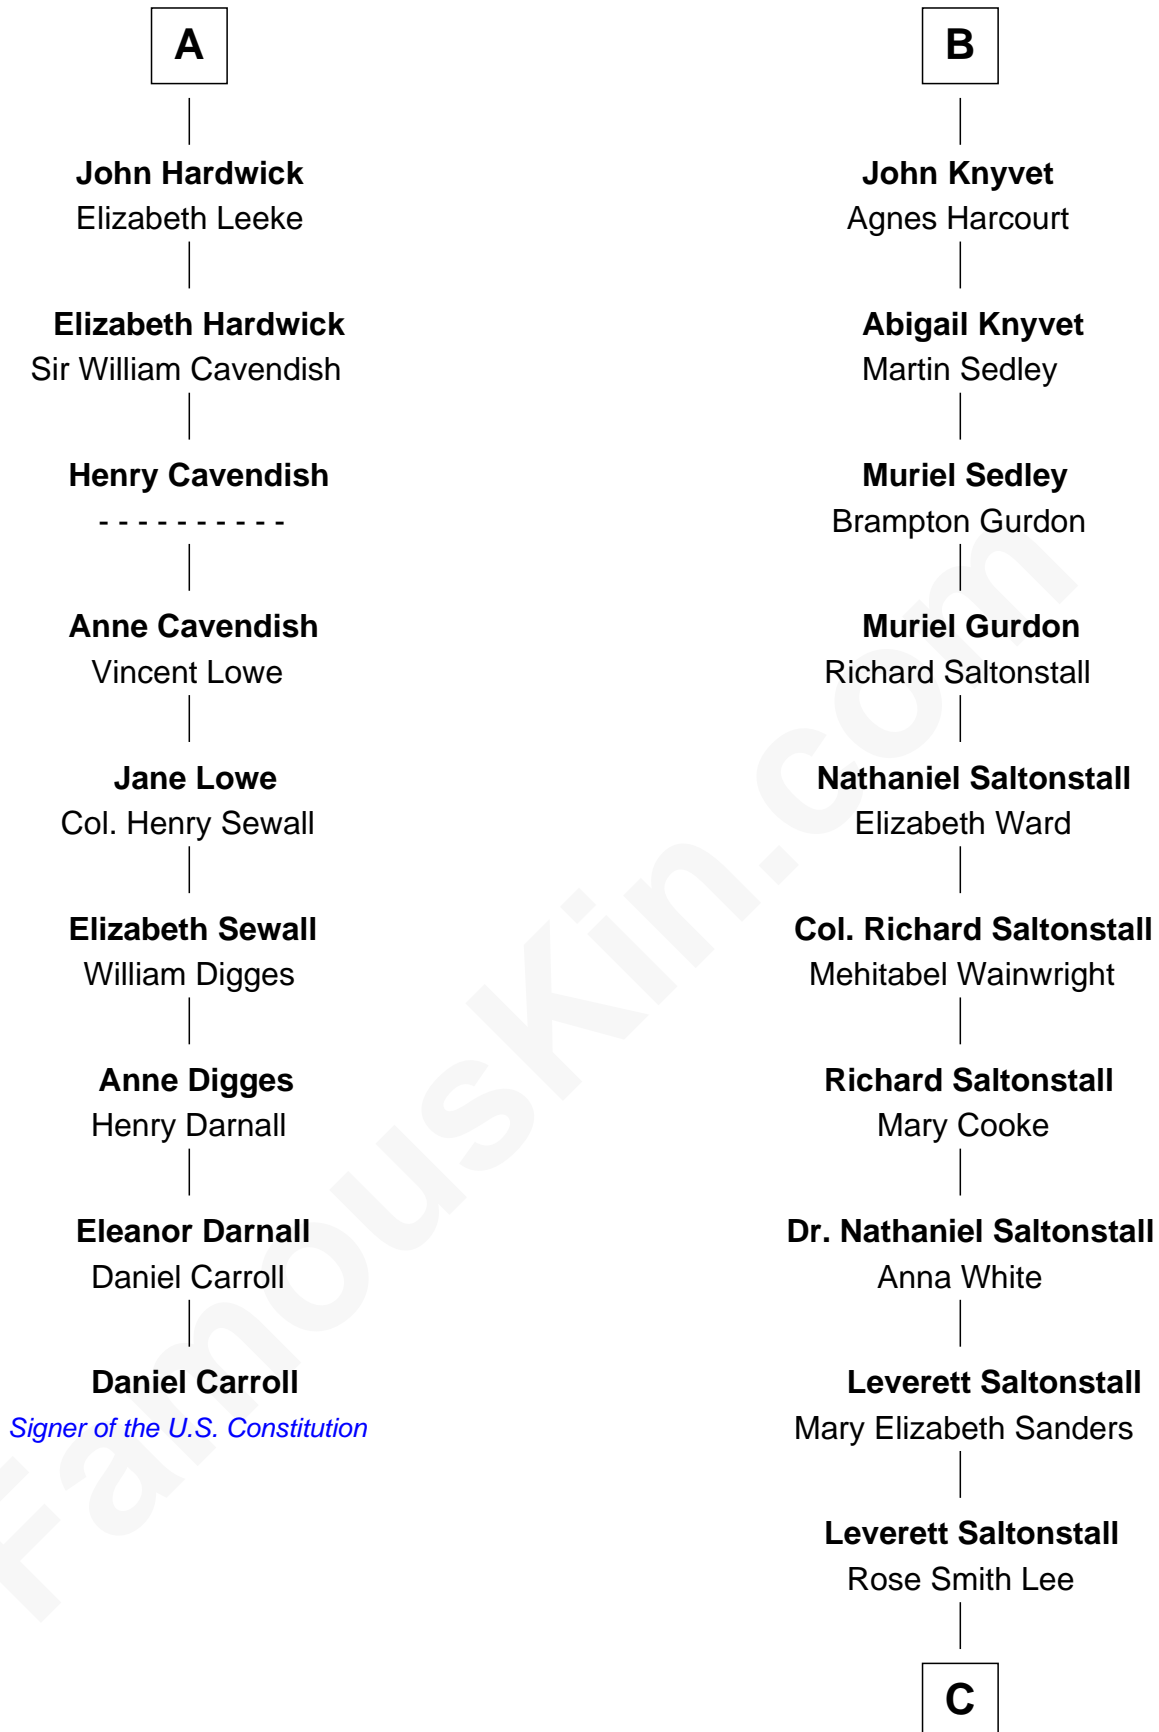 A
John Hardwick
Elizabeth Leeke
Elizabeth Hardwick
Sir William Cavendish
Henry Cavendish
- - - - - - - - - -
Anne Cavendish
Vincent Lowe
Jane Lowe
Col. Henry Sewall
Elizabeth Sewall
William Digges
Anne Digges
Henry Darnall
Eleanor Darnall
Daniel Carroll
Daniel Carroll
Signer of the U.S. Constitution
B
John Knyvet
Agnes Harcourt
Abigail Knyvet
Martin Sedley
Muriel Sedley
Brampton Gurdon
Muriel Gurdon
Richard Saltonstall
Nathaniel Saltonstall
Elizabeth Ward
Col. Richard Saltonstall
Mehitabel Wainwright
Richard Saltonstall
Mary Cooke
Dr. Nathaniel Saltonstall
Anna White
Leverett Saltonstall
Mary Elizabeth Sanders
Leverett Saltonstall
Rose Smith Lee
C
FamousKin.com